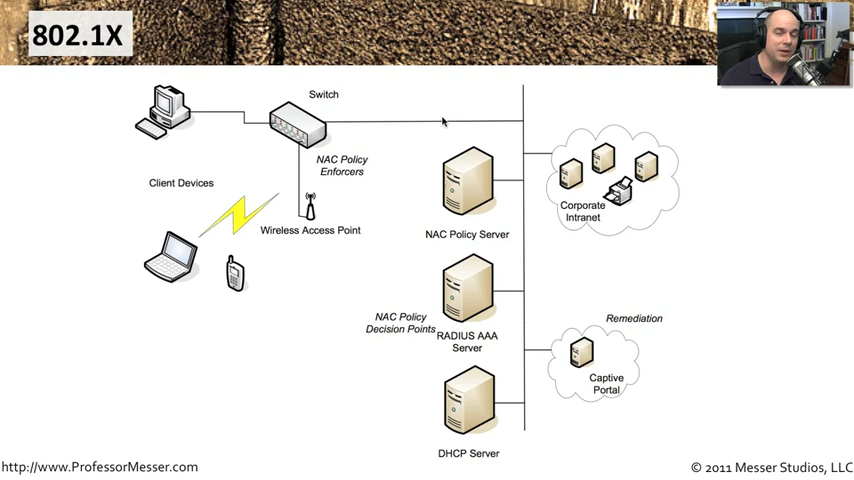 802.1X
Switch
NAC Policy
Enforcers
Client Devices
Wireless Access Point
NAC Policy Server
Corporate
Intranet
NAC Policy
Decision Points
RADIUS AAA
Server
Remediation
Captive
Portal
DHCP Server
http://www.ProfessorMesser.com
© 2011 Messer Studios, LLC